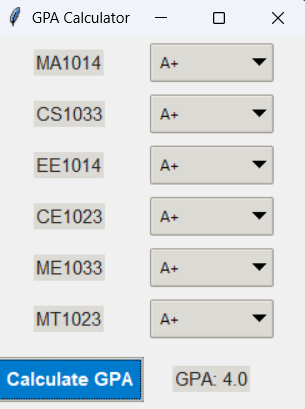 GPA Calculator
MA1014 A+
CS1033 A+
EE1014 A+
CE1023 A+
ME1033 A+
MT1023 A+
Calculate GPA GPA: 4.0